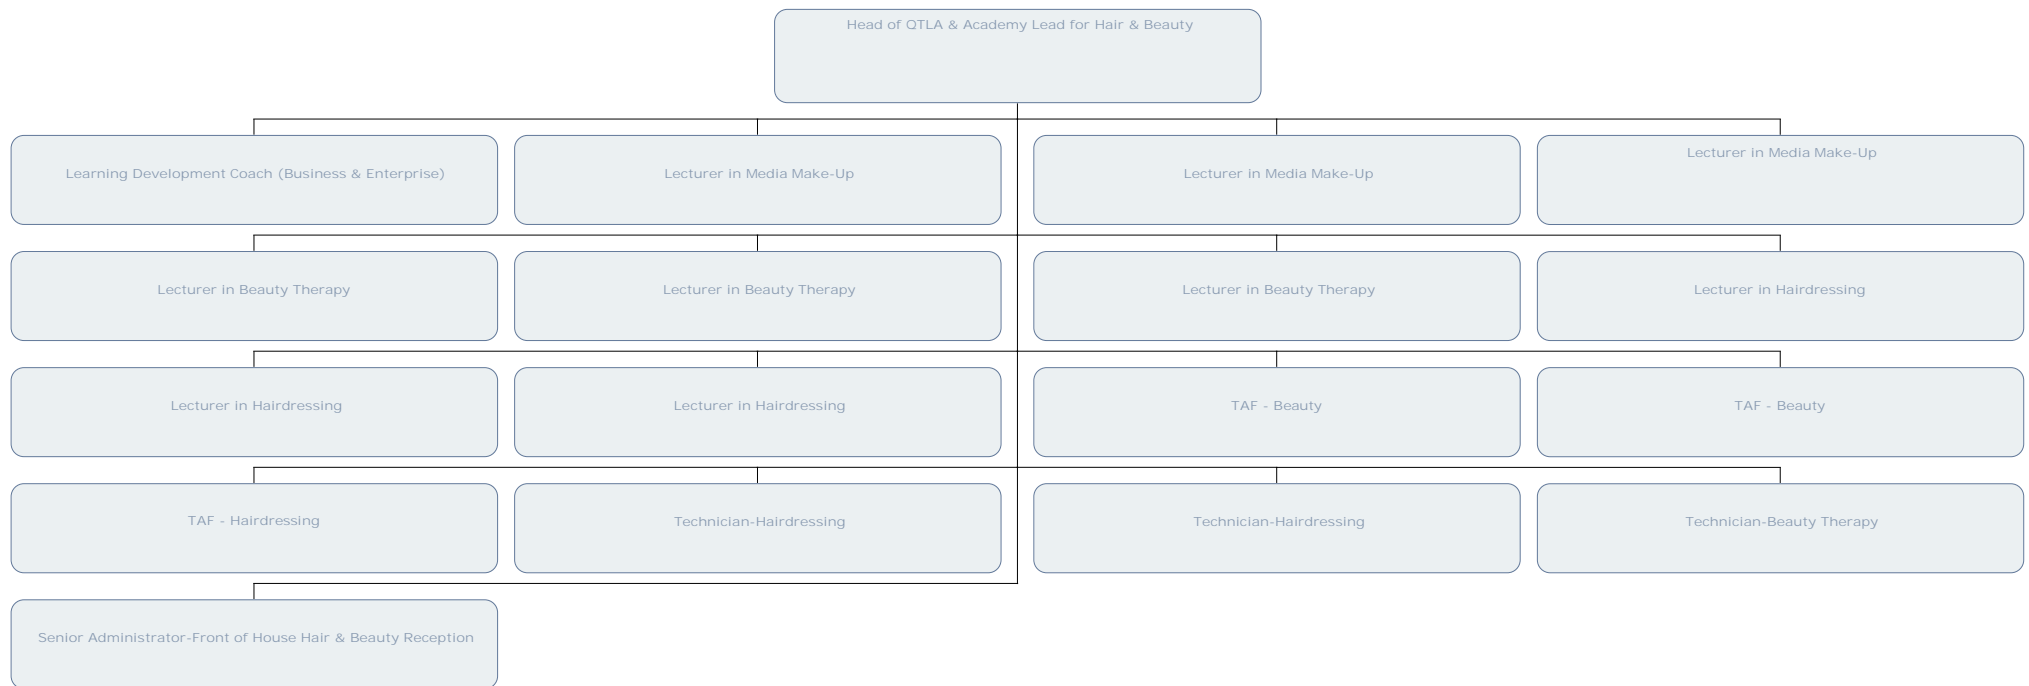 Head of QTLA & Academy Lead for Hair & Beauty
Learning Development Coach (Business & Enterprise)
Lecturer in Media Make-Up
Lecturer in Media Make-Up
Lecturer in Media Make-Up
Lecturer in Beauty Therapy
Lecturer in Beauty Therapy
Lecturer in Beauty Therapy
Lecturer in Hairdressing
Lecturer in Hairdressing
Lecturer in Hairdressing
TAF - Beauty
TAF - Beauty
TAF - Hairdressing
Technician-Hairdressing
Technician-Hairdressing
Technician-Beauty Therapy
Senior Administrator-Front of House Hair & Beauty Reception